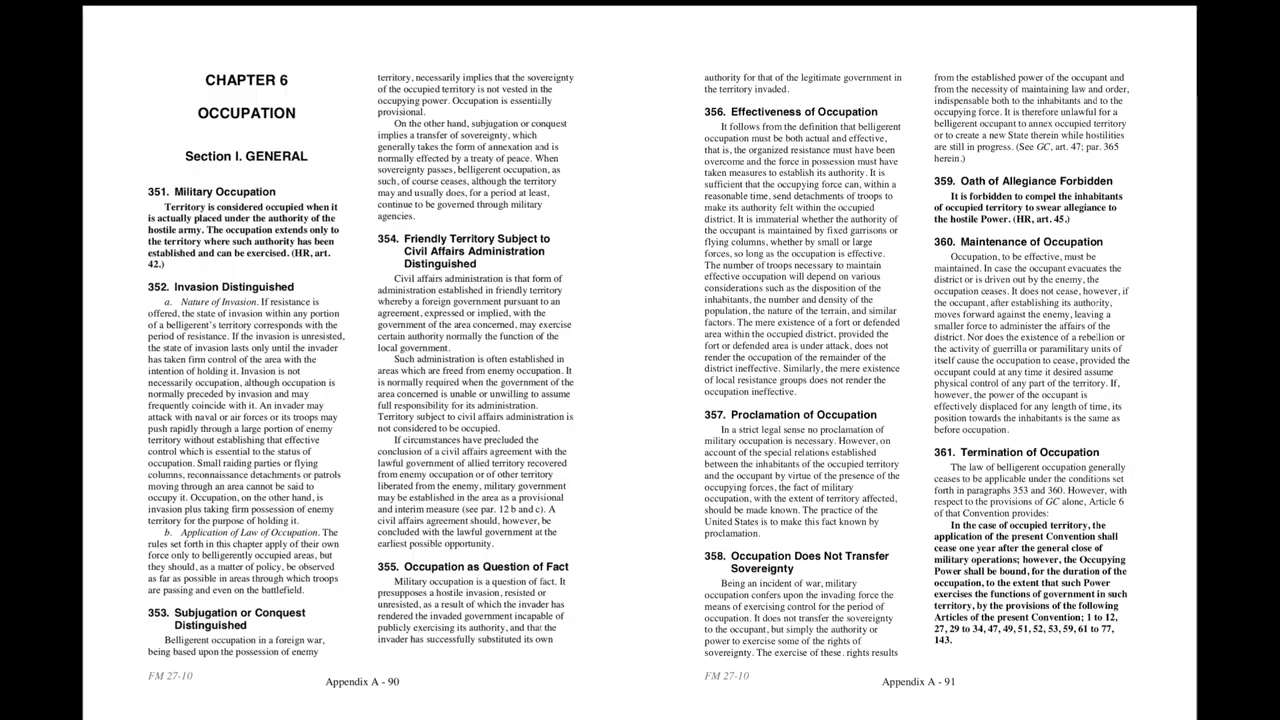 CHAPTER 6
OCCUPATION
Section I. GENERAL
351. Military Occupation
Territory is considered occupied when it
is actually placed under the authority of the
hostile army. The occupation extends only to
the territory where such authority has been
established and can be exercised. (HR, art.
42.)
352. Invasion Distinguished
a. Nature of Invasion. If resistance is
offered, the state of invasion within any portion
of a belligerent's territory corresponds with the
period of resistance. If the invasion is unresisted,
the state of invasion lasts only until the invader
has taken firm control of the area with the
intention of holding it. Invasion is not
necessarily occupation, although occupation is
normally preceded by invasion and may
frequently coincide with it. An invader may
attack with naval or air forces or its troops may
push rapidly through a large portion of enemy
territory without establishing that effective
control which is essential to the status of
occupation. Small raiding parties or flying
columns, reconnaissance detachments or patrols
moving through an area cannot be said to
occupy it. Occupation, on the other hand, is
invasion plus taking firm possession of enemy
territory for the purpose of holding it.
b. Application of Law of Occupation. The
rules set forth in this chapter apply of their own
force only to belligerently occupied areas, but
they should, as a matter of policy, be observed
as far as possible in areas through which troops
are passing and even on the battlefield.
353. Subjugation or Conquest
Distinguished
Belligerent occupation in a foreign war,
being based upon the possession of enemy
territory, necessarily implies that the sovereignty
of the occupied territory is not vested in the
occupying power. Occupation is essentially
provisional.
On the other hand, subjugation or conquest
implies a transfer of sovereignty, which
generally takes the form of annexation and is
normally effected by a treaty of peace. When
sovereignty passes, belligerent occupation, as
such, of course ceases, although the territory
may and usually does, for a period at least,
continue to be governed through military
agencies.
354. Friendly Territory Subject to
Civil Affairs Administration
Distinguished
Civil affairs administration is that form of
administration established in friendly territory
whereby a foreign government pursuant to an
agreement, expressed or implied, with the
government of the area concerned, may exercise
certain authority normally the function of the
local government.
Such administration is often established in
areas which are freed from enemy occupation. It
is normally required when the government of the
area concerned is unable or unwilling to assume
full responsibility for its administration.
Territory subject to civil affairs administration is
not considered to be occupied.
If circumstances have precluded the
conclusion of a civil affairs agreement with the
lawful government of allied territory recovered
from enemy occupation or of other territory
liberated from the enemy, military government
may be established in the area as a provisional
and interim measure (see par. 12 b and c). A
civil affairs agreement should, however, be
concluded with the lawful government at the
earliest possible opportunity.
355. Occupation as Question of Fact
Military occupation is a question of fact. It
presupposes a hostile invasion, resisted or
unresisted, as a result of which the invader has
rendered the invaded government incapable of
publicly exercising its authority, and that the
invader has successfully substituted its own
FM 27-10
Appendix A - 90
authority for that of the legitimate government in
the territory invaded.
356. Effectiveness of Occupation
It follows from the definition that belligerent
occupation must be both actual and effective,
that is, the organized resistance must have been
overcome and the force in possession must have
taken measures to establish its authority. It is
sufficient that the occupying force can, within a
reasonable time, send detachments of troops to
make its authority felt within the occupied
district. It is immaterial whether the authority of
the occupant is maintained by fixed garrisons or
flying columns, whether by small or large
forces, so long as the occupation is effective.
The number of troops necessary to maintain
effective occupation will depend on various
considerations such as the disposition of the
inhabitants, the number and density of the
population, the nature of the terrain, and similar
factors. The mere existence of a fort or defended
area within the occupied district, provided the
fort or defended area is under attack, does not
render the occupation of the remainder of the
district ineffective. Similarly, the mere existence
of local resistance groups does not render the
occupation ineffective.
357. Proclamation of Occupation
In a strict legal sense no proclamation of
military occupation is necessary. However, on
account of the special relations established
between the inhabitants of the occupied territory
and the occupant by virtue of the presence of the
occupying forces, the fact of military
occupation, with the extent of territory affected,
should be made known. The practice of the
United States is to make this fact known by
proclamation.
358. Occupation Does Not Transfer
Sovereignty
Being an incident of war, military
occupation confers upon the invading force the
means of exercising control for the period of
occupation. It does not transfer the sovereignty
to the occupant, but simply the authority or
power to exercise some of the rights of
sovereignty. The exercise of these. rights results
from the established power of the occupant and
from the necessity of maintaining law and order,
indispensable both to the inhabitants and to the
occupying force. It is therefore unlawful for a
belligerent occupant to annex occupied territory
or to create a new State therein while hostilities
are still in progress. (See GC, art. 47; par. 365
herein.)
359. Oath of Allegiance Forbidden
It is forbidden to compel the inhabitants
of occupied territory to swear allegiance to
the hostile Power. (HR, art. 45.)
360. Maintenance of Occupation
Occupation, to be effective, must be
maintained. In case the occupant evacuates the
district or is driven out by the enemy, the
occupation ceases. It does not cease, however, if
the occupant, after establishing its authority,
moves forward against the enemy, leaving a
smaller force to administer the affairs of the
district. Nor does the existence of a rebellion or
the activity of guerrilla or paramilitary units of
itself cause the occupation to cease, provided the
occupant could at any time it desired assume
physical control of any part of the territory. If,
however, the power of the occupant is
effectively displaced for any length of time, its
position towards the inhabitants is the same as
before occupation.
361. Termination of Occupation
The law of belligerent occupation generally
ceases to be applicable under the conditions set
forth in paragraphs 353 and 360. However, with
respect to the provisions of GC alone, Article 6
of that Convention provides:
In the case of occupied territory, the
application of the present Convention shall
cease one year after the general close of
military operations; however, the Occupying
Power shall be bound, for the duration of the
occupation, to the extent that such Power
exercises the functions of government in such
territory, by the provisions of the following
Articles of the present Convention; 1 to 12,
27, 29 to 34, 47, 49, 51, 52, 53, 59, 61 to 77,
143.
FM 27-10
Appendix A - 91